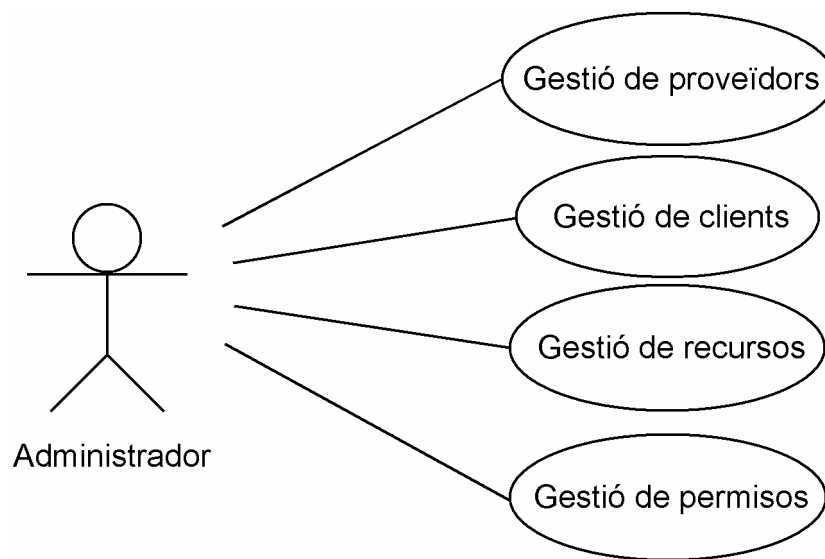 Gestió de proveïdors
Gestió de clients
Gestió de recursos
Administrador
Gestió de permisos